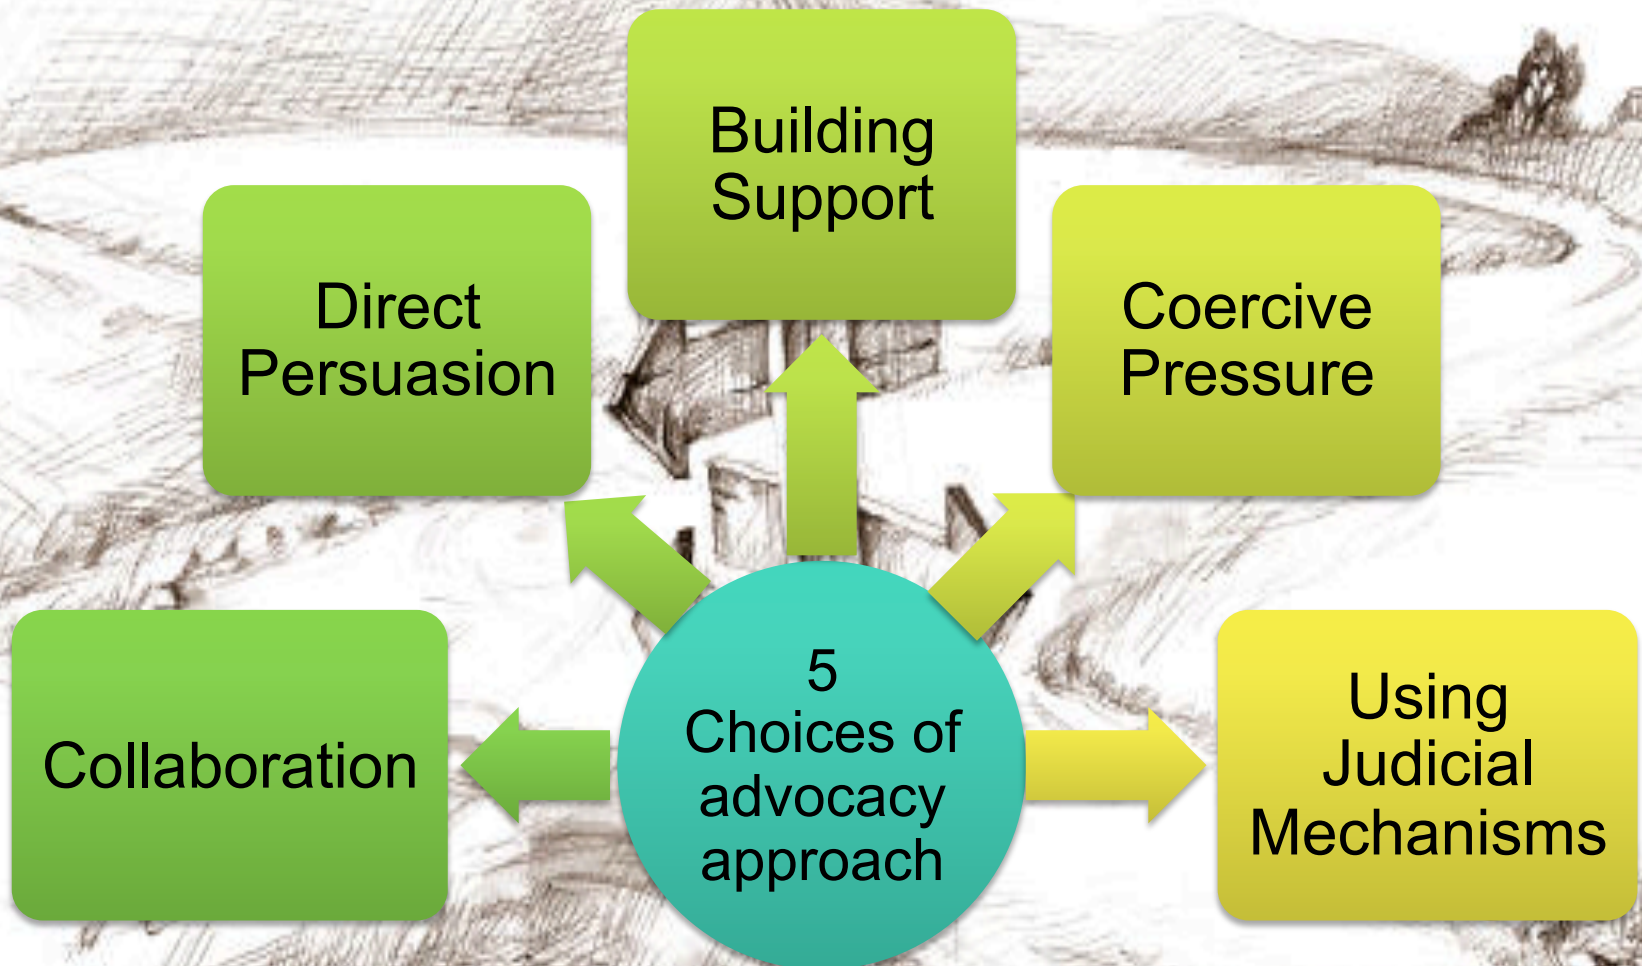 Building
Support
Direct
Persuasion
Coercive
Pressure
Collaboration
5
Choices of
advocacy
approach
Using
Judicial
Mechanisms